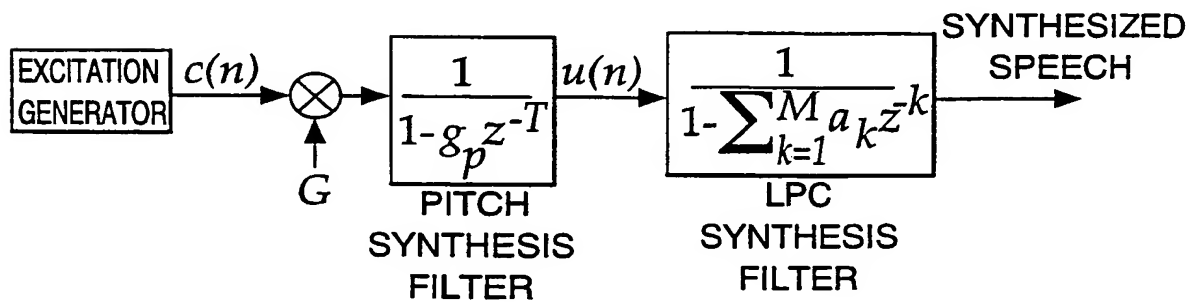 SYNTHESIZED
SPEECH
EXCITATION
GENERATOR
c(n)
G
1
1-g_p z^{-T}
u(n)
1
1-∑_{k=1}^{M} a_k z^{-k}
PITCH
SYNTHESIS
FILTER
LPC
SYNTHESIS
FILTER